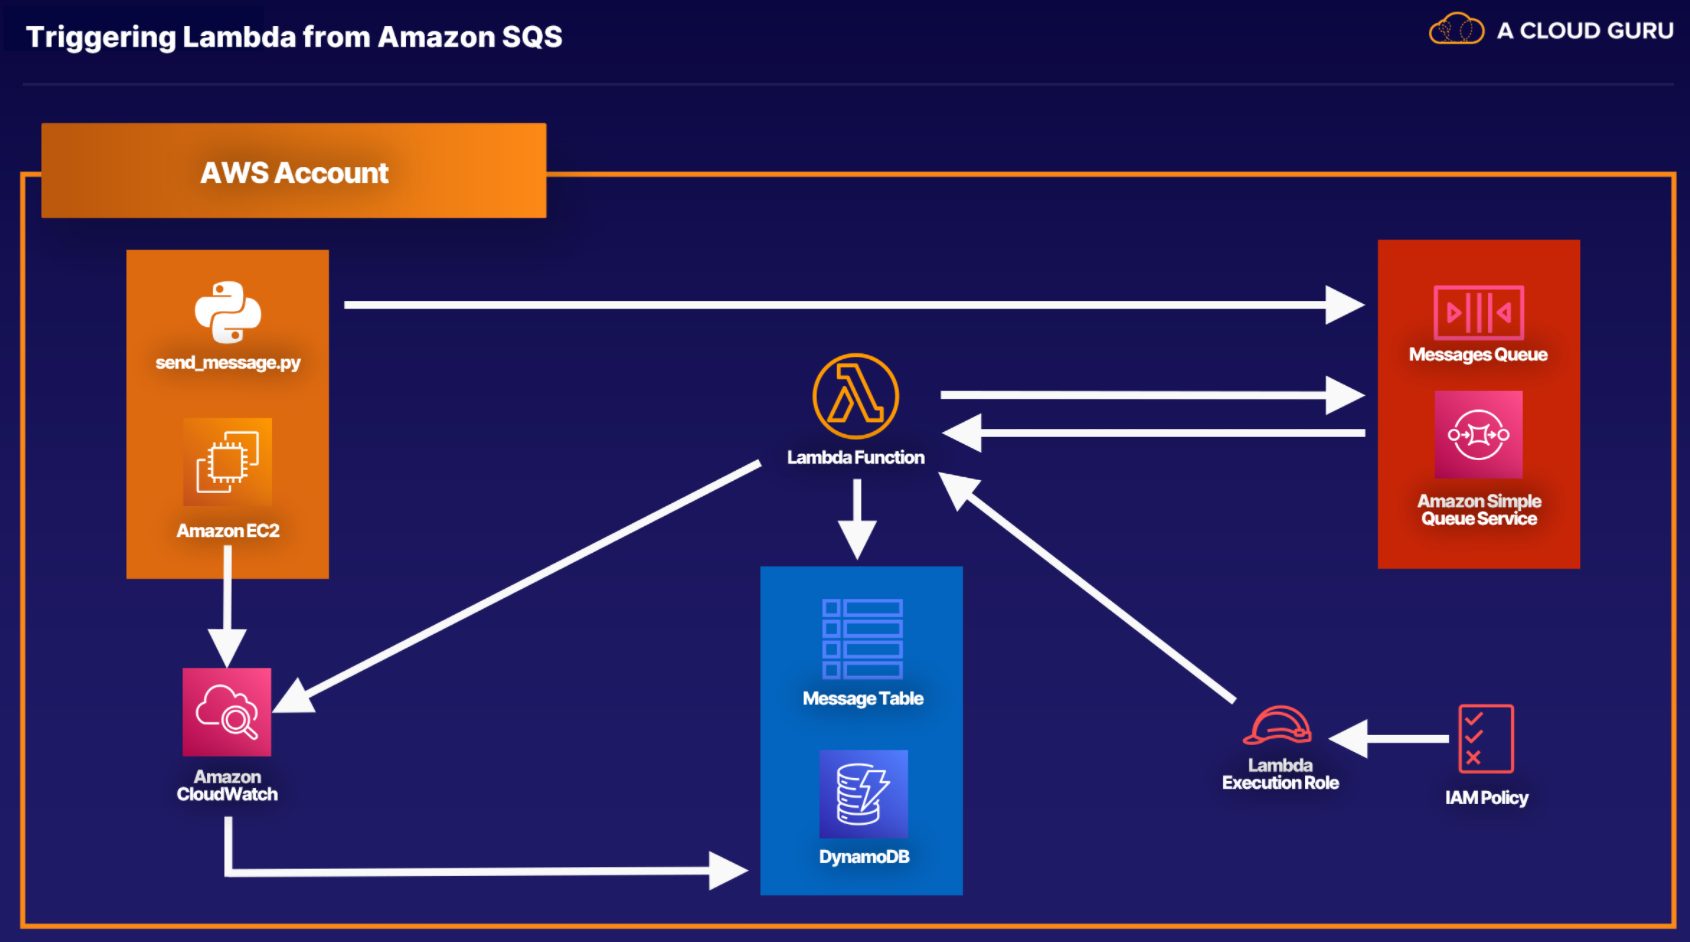 Triggering Lambda from Amazon SQS
A CLOUD GURU
AWS Account
send_message.py
Amazon EC2
Messages Queue
Amazon Simple
Queue Service
Lambda Function
Message Table
DynamoDB
Amazon
CloudWatch
Lambda
Execution Role
IAM Policy